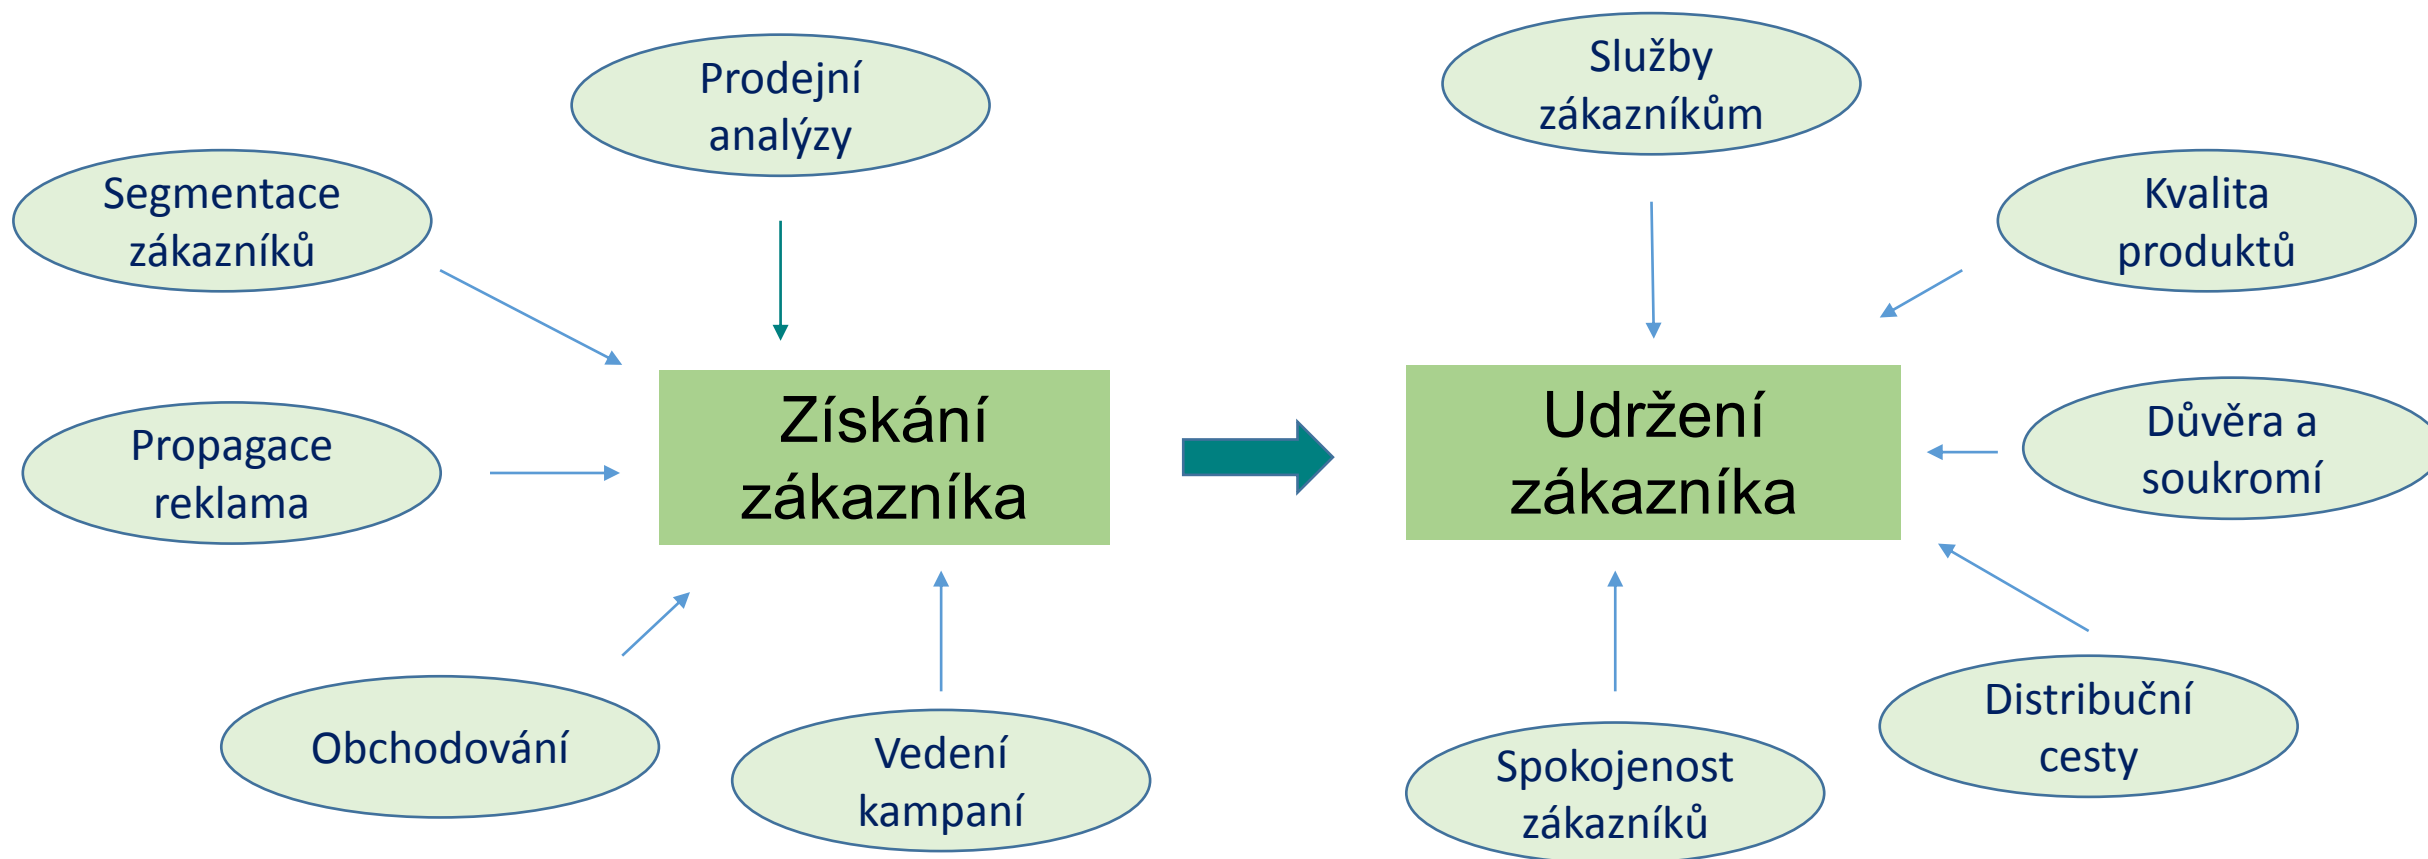 Prodejní
analýzy
Segmentace
zákazníků
Propagace
reklama
Obchodování
Vedení
kampaní
Získání
zákazníka
Udržení
zákazníka
Služby
zákazníkům
Kvalita
produktů
Důvěra a
soukromí
Distribuční
cesty
Spokojenost
zákazníků